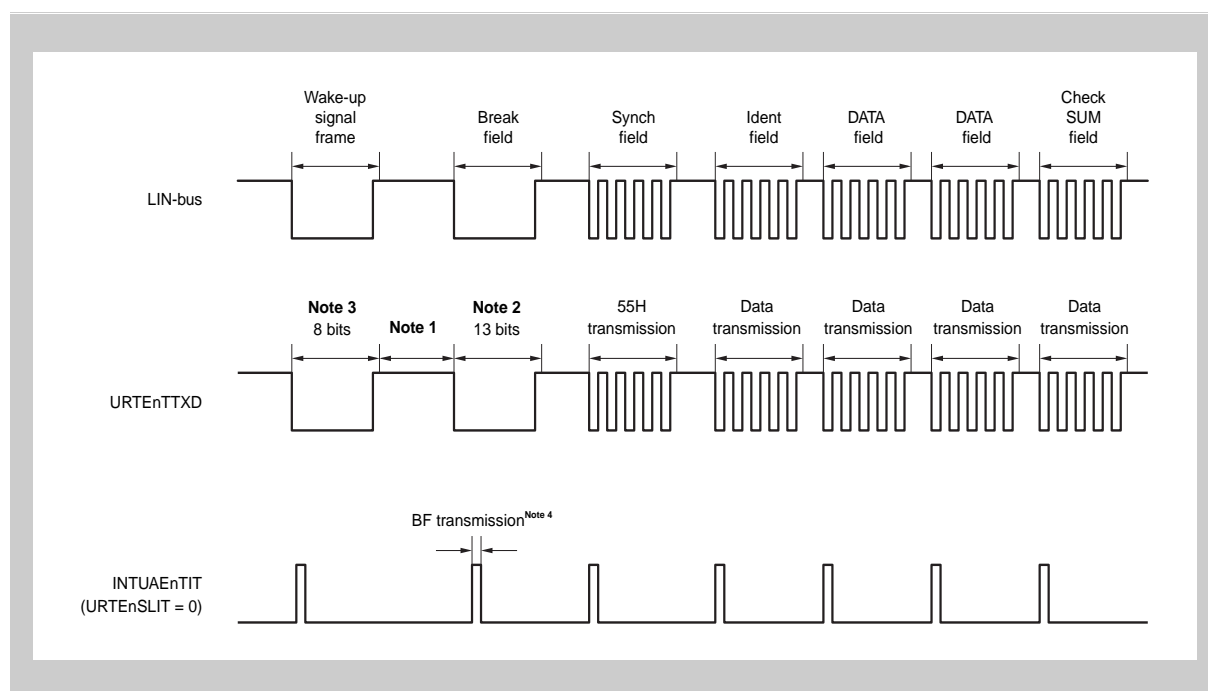 Wake-up
signal
frame
Break
field
Synch
field
Ident
field
DATA
field
DATA
field
Check
SUM
field
LIN-bus
Note 3
8 bits
Note 1
Note 2
13 bits
55H
transmission
Data
transmission
Data
transmission
Data
transmission
Data
transmission
URTEnTTXD
BF transmission Note 4
INTUAEnTIT
(URTEnSLIT = 0)